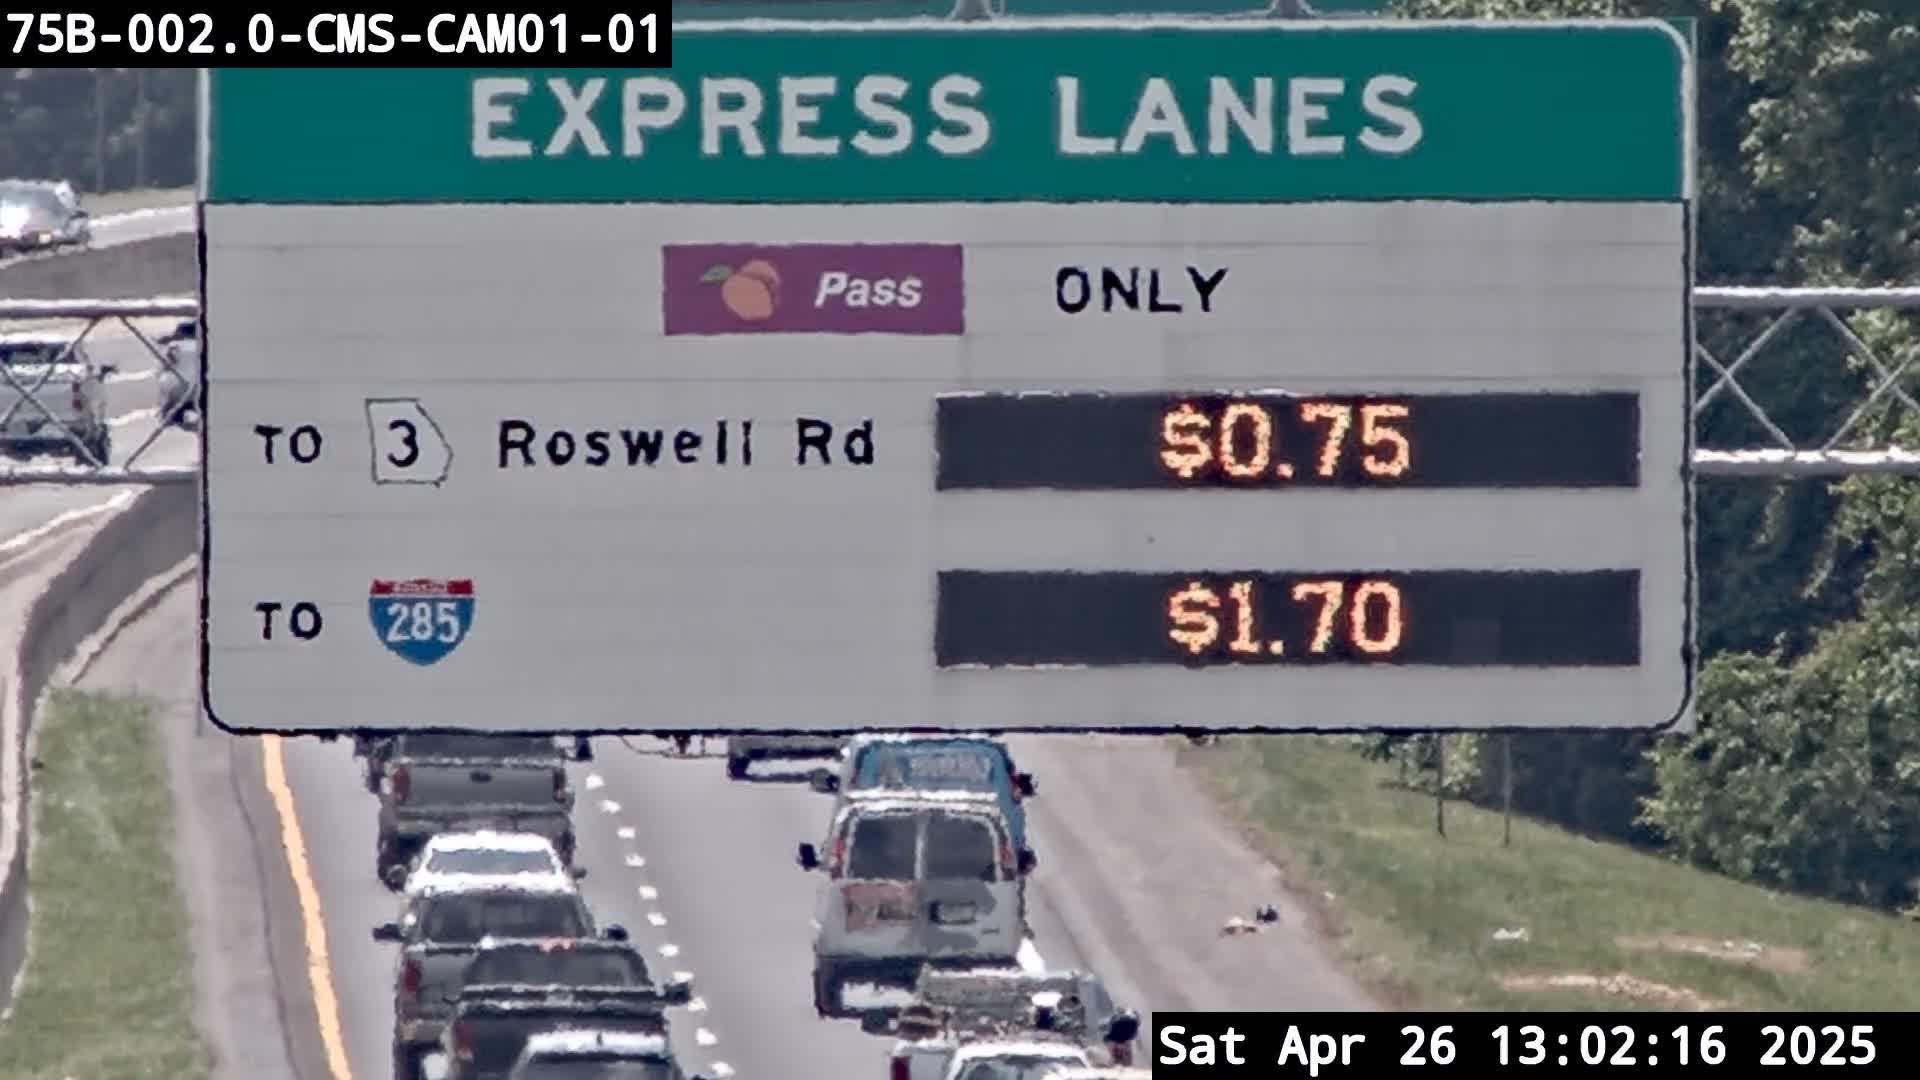 75B-002.0-CMS-CAM01-01
EXPRESS LANES
Pass ONLY
TO 3 Roswell Rd $0.75
TO 285 $1.70
Sat Apr 26 13:02:16 2025